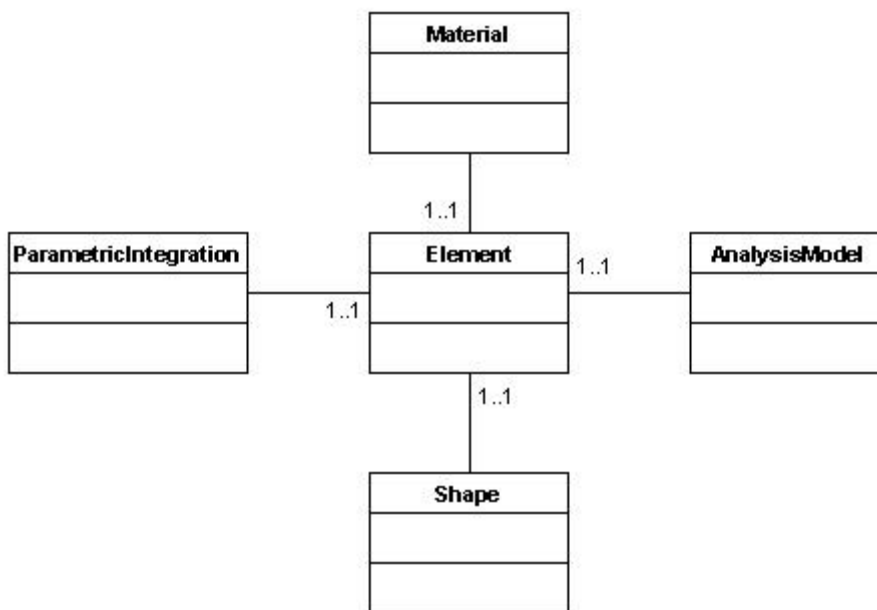 Material
1..1
ParametricIntegration
Element
AnalysisModel
1..1
1..1
1..1
Shape